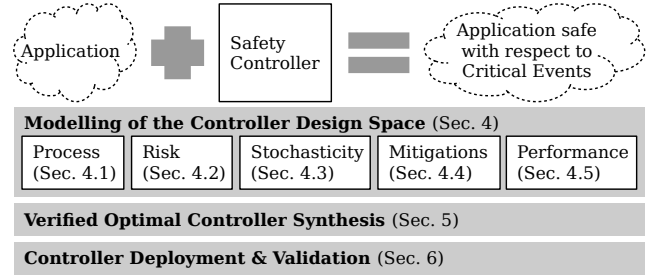 Application
Safety
Controller
Application safe
with respect to
Critical Events
Modelling of the Controller Design Space (Sec. 4)
Process
(Sec. 4.1)
Risk
(Sec. 4.2)
Stochasticity
(Sec. 4.3)
Mitigations
(Sec. 4.4)
Performance
(Sec. 4.5)
Verified Optimal Controller Synthesis (Sec. 5)
Controller Deployment & Validation (Sec. 6)